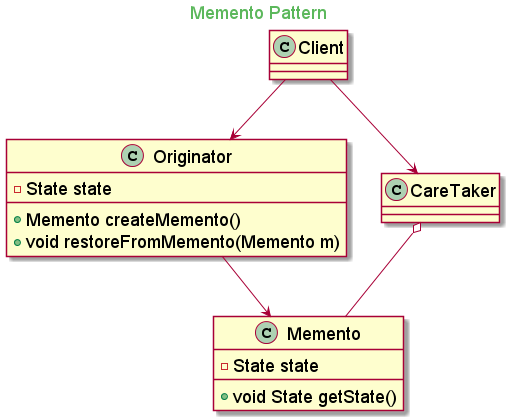 Memento Pattern
C Client
C Originator
State state
Memento createMemento()
void restoreFromMemento(Memento m)
C CareTaker
C Memento
State state
void State getState()